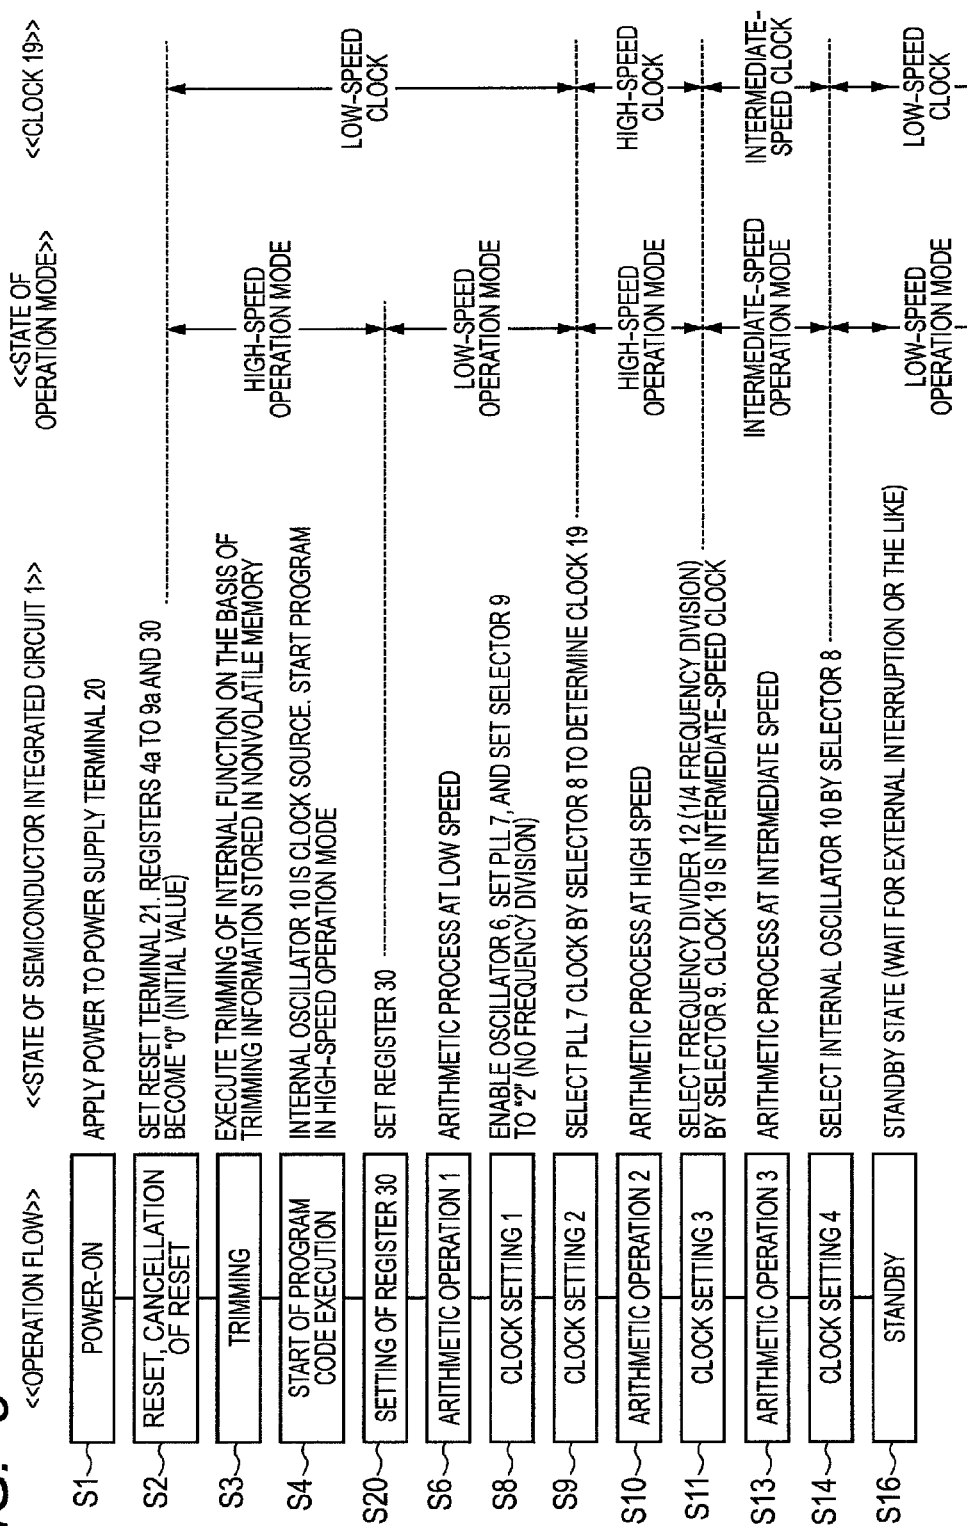 <<OPERATION FLOW>>
<<STATE OF SEMICONDUCTOR INTEGRATED CIRCUIT 1>>
<<STATE OF
OPERATION MODE>>
<<CLOCK 19>>
S1
POWER-ON
APPLY POWER TO POWER SUPPLY TERMINAL 20
S2
RESET, CANCELLATION
OF RESET
SET RESET TERMINAL 21. REGISTERS 4a TO 9a AND 30
BECOME "0" (INITIAL VALUE)
S3
TRIMMING
EXECUTE TRIMMING OF INTERNAL FUNCTION ON THE BASIS OF
TRIMMING INFORMATION STORED IN NONVOLATILE MEMORY
S4
START OF PROGRAM
CODE EXECUTION
INTERNAL OSCILLATOR 10 IS CLOCK SOURCE. START PROGRAM
IN HIGH-SPEED OPERATION MODE
HIGH-SPEED
OPERATION MODE
LOW-SPEED
CLOCK
S20
SETTING OF REGISTER 30
SET REGISTER 30
S6
ARITHMETIC OPERATION 1
ARITHMETIC PROCESS AT LOW SPEED
LOW-SPEED
OPERATION MODE
S8
CLOCK SETTING 1
ENABLE OSCILLATOR 6, SET PLL 7, AND SET SELECTOR 9
TO "2" (NO FREQUENCY DIVISION)
S9
CLOCK SETTING 2
SELECT PLL 7 CLOCK BY SELECTOR 8 TO DETERMINE CLOCK 19
S10
ARITHMETIC OPERATION 2
ARITHMETIC PROCESS AT HIGH SPEED
HIGH-SPEED
OPERATION MODE
HIGH-SPEED
CLOCK
S11
CLOCK SETTING 3
SELECT FREQUENCY DIVIDER 12 (1/4 FREQUENCY DIVISION)
BY SELECTOR 9. CLOCK 19 IS INTERMEDIATE-SPEED CLOCK
S13
ARITHMETIC OPERATION 3
ARITHMETIC PROCESS AT INTERMEDIATE SPEED
INTERMEDIATE-SPEED
OPERATION MODE
INTERMEDIATE-
SPEED CLOCK
S14
CLOCK SETTING 4
SELECT INTERNAL OSCILLATOR 10 BY SELECTOR 8
S16
STANDBY
STANDBY STATE (WAIT FOR EXTERNAL INTERRUPTION OR THE LIKE)
LOW-SPEED
OPERATION MODE
LOW-SPEED
CLOCK